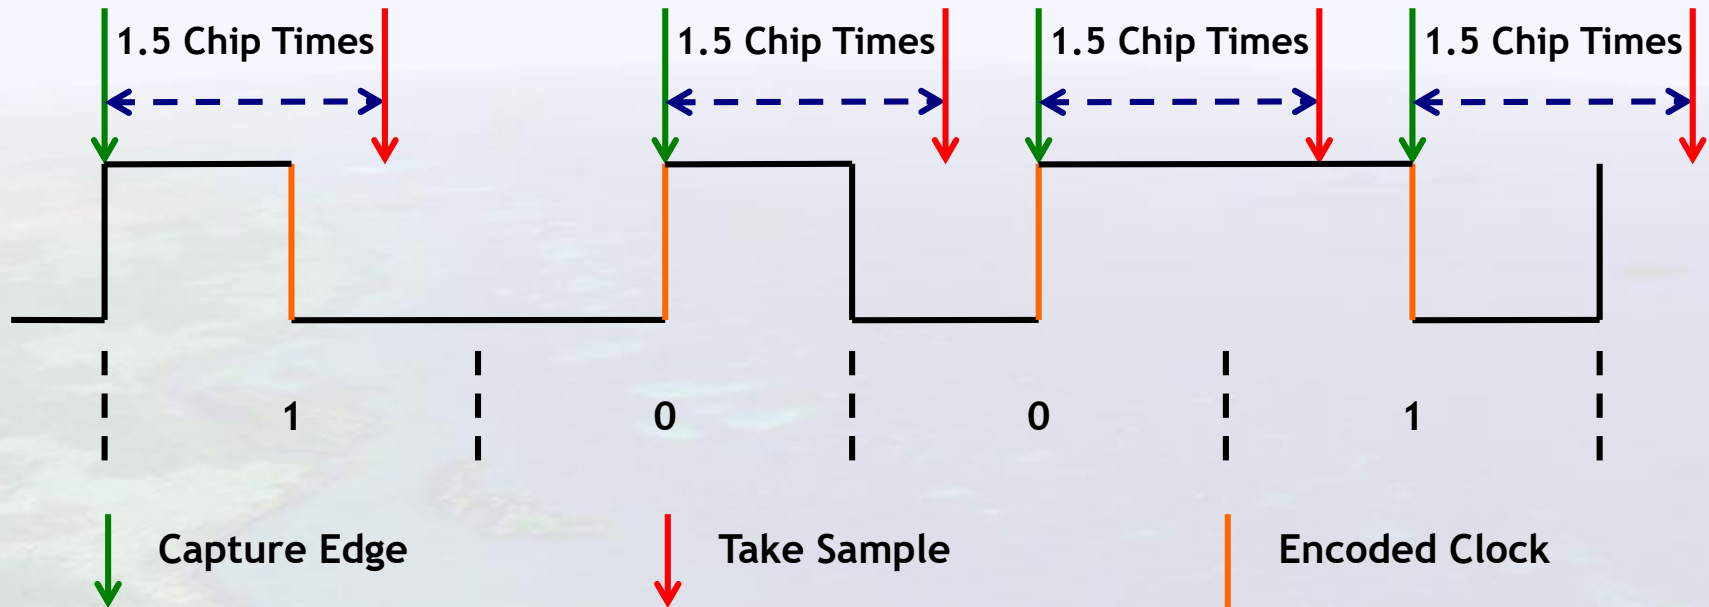 1.5 Chip Times 1.5 Chip Times 1.5 Chip Times 1.5 Chip Times
1 0 0 1
Capture Edge Take Sample Encoded Clock